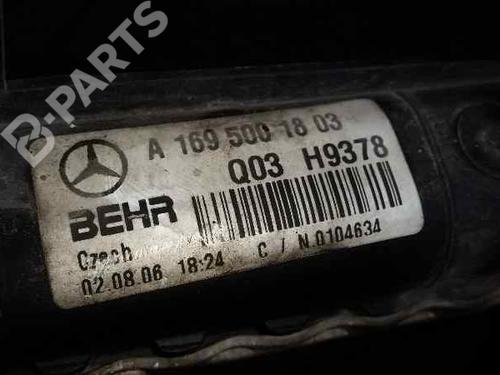 B-PARTS
A 169 500 18 03
Q03 H9378
BEHR
Czech
02.08.06 18:24 C / N 0104634